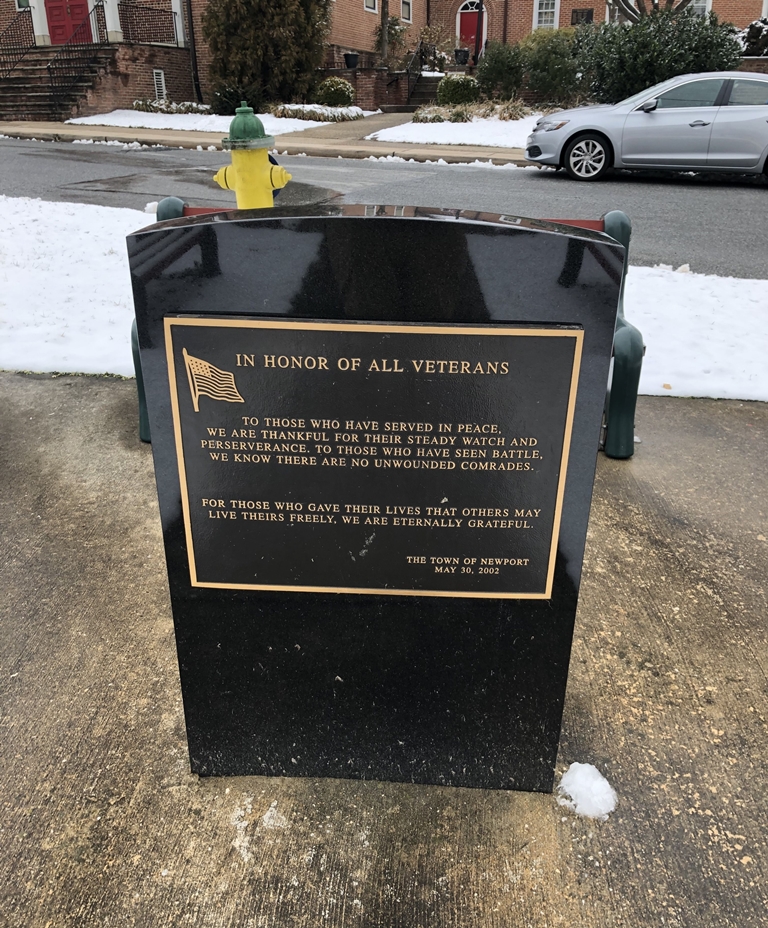 IN HONOR OF ALL VETERANS
TO THOSE WHO HAVE SERVED IN PEACE,
WE ARE THANKFUL FOR THEIR STEADY WATCH AND
PERSERVERANCE. TO THOSE WHO HAVE SEEN BATTLE,
WE KNOW THERE ARE NO UNWOUNDED COMRADES.
FOR THOSE WHO GAVE THEIR LIVES THAT OTHERS MAY
LIVE THEIRS FREELY, WE ARE ETERNALLY GRATEFUL.
THE TOWN OF NEWPORT
MAY 30, 2002